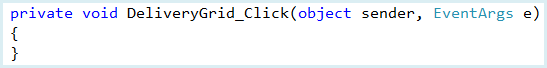 private void DeliveryGrid_Click(object sender, EventArgs e)
{
}